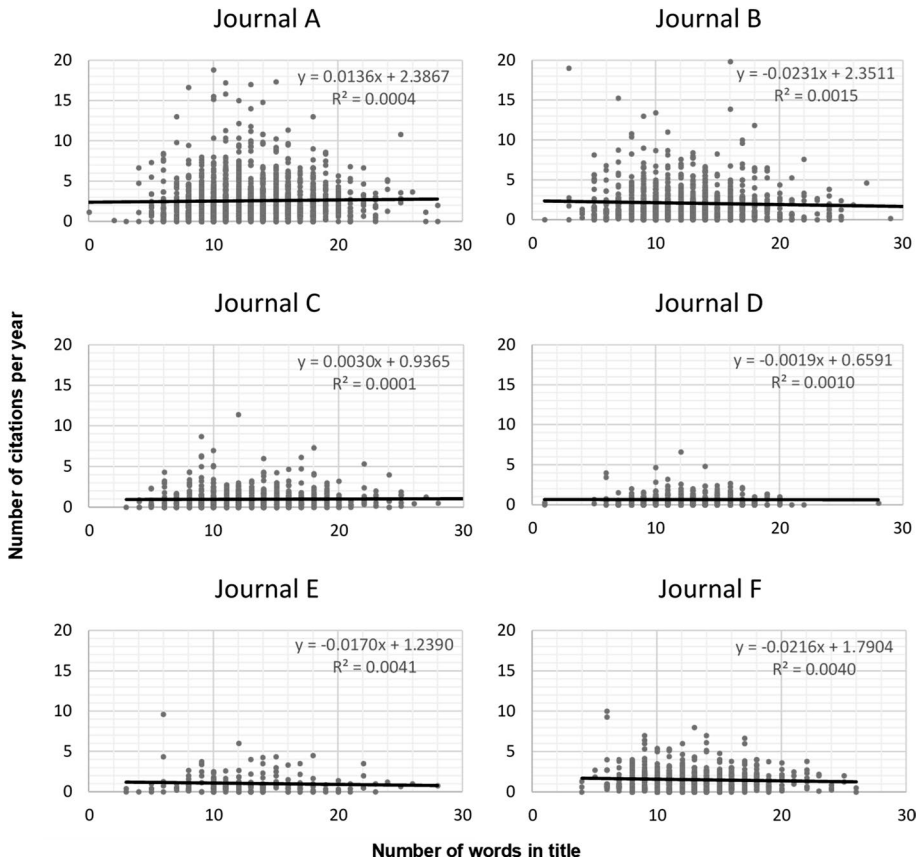 Journal A
Journal B
20
15
10
5
0
0
10
20
30
y = 0.0136x + 2.3867
R² = 0.0004
20
15
10
5
0
0
10
20
30
y = -0.0231x + 2.3511
R² = 0.0015
Number of citations per year
Journal C
Journal D
20
15
10
5
0
0
10
20
30
y = 0.0030x + 0.9365
R² = 0.0001
20
15
10
5
0
0
10
20
30
y = -0.0019x + 0.6591
R² = 0.0010
Journal E
Journal F
20
15
10
5
0
0
10
20
30
y = -0.0170x + 1.2390
R² = 0.0041
20
15
10
5
0
0
10
20
30
y = -0.0216x + 1.7904
R² = 0.0040
Number of words in title